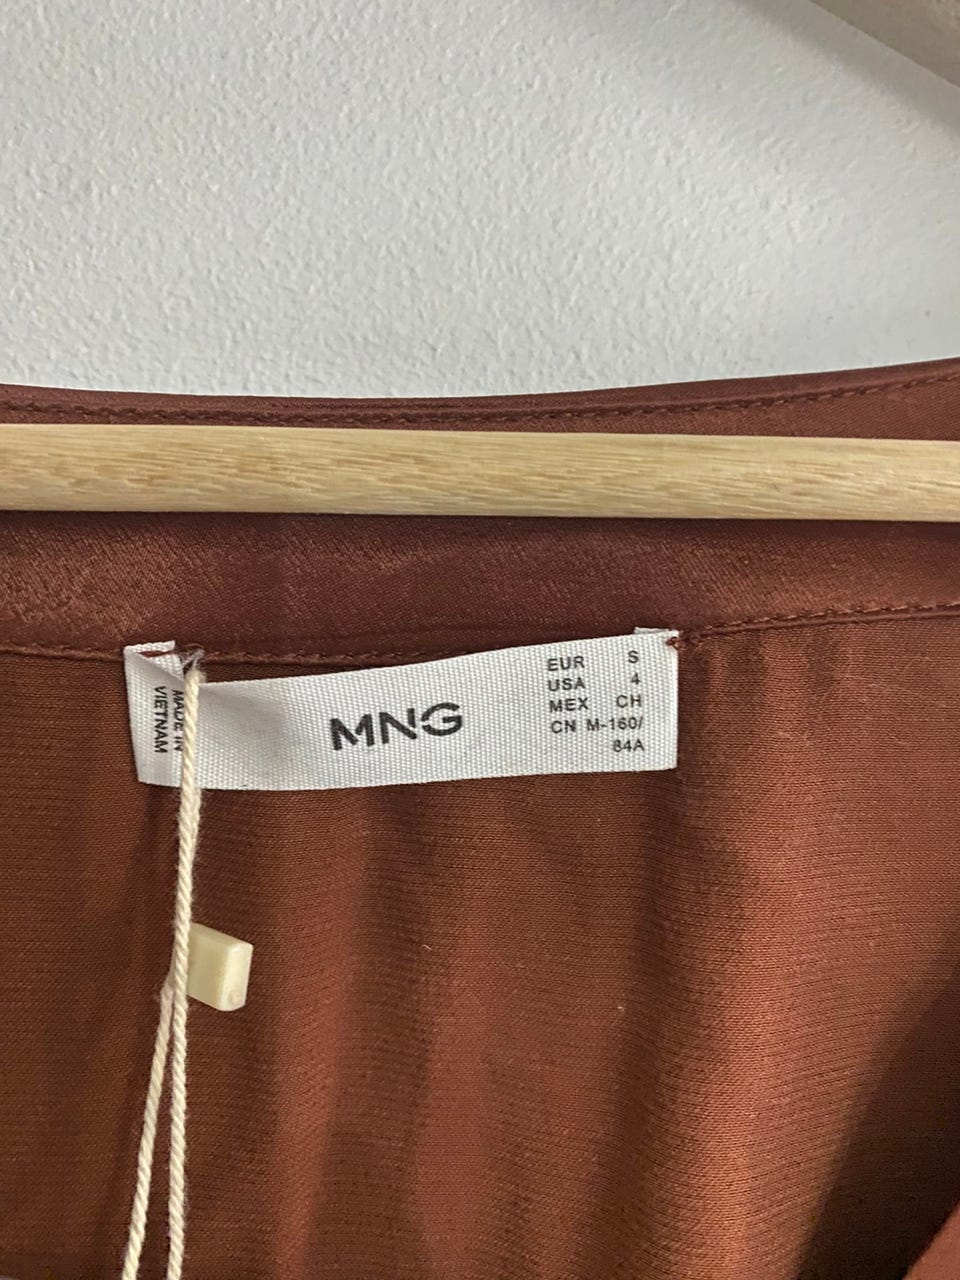 MADE IN
VIETNAM
MNG
EUR S
USA 4
MEX CH
CN M-160/
84A